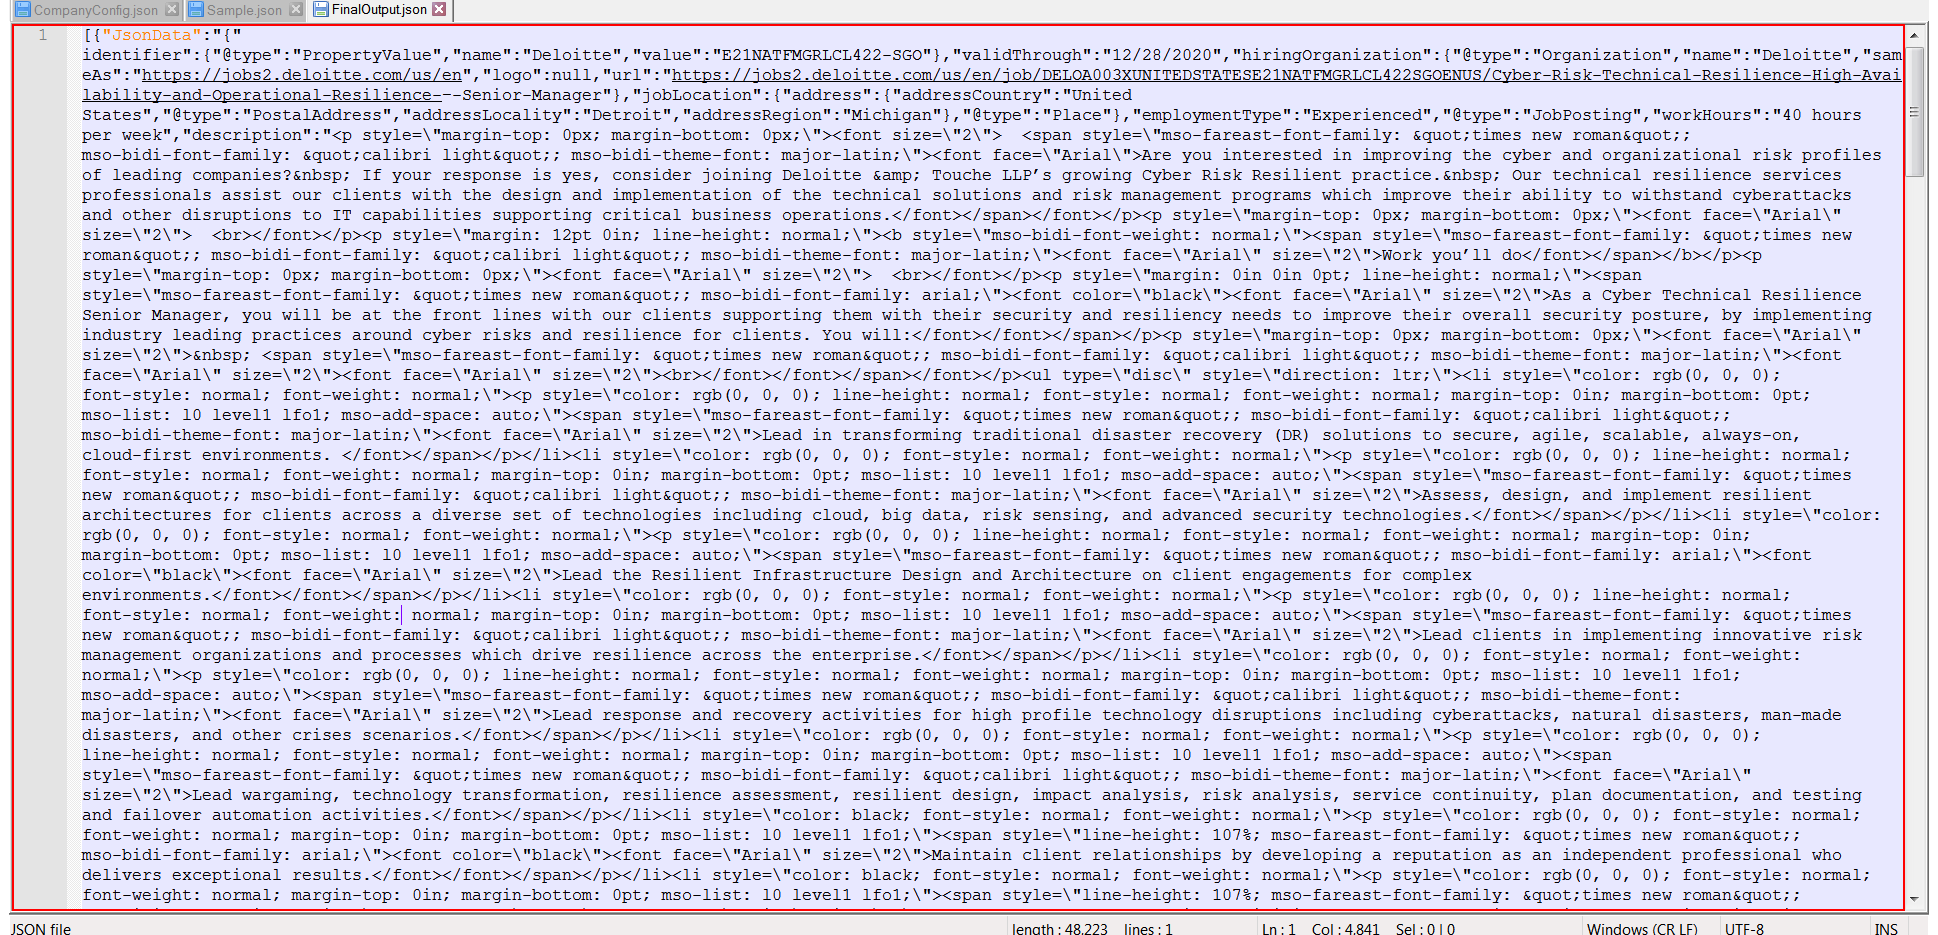 CompanyConfig.json Sample.json FinalOutput.json
1 [{"JsonData":"{"
identifier":{"@type":"PropertyValue","name":"Deloitte","value":"E21NATFMGRLCL422-SGO"},"validThrough":"12/28/2020","hiringOrganization":{"@type":"Organization","name":"Deloitte","sam
eAs":"https://jobs2.deloitte.com/us/en","logo":null,"url":"https://jobs2.deloitte.com/us/en/job/DELOA003XUNITEDSTATESE21NATFMGRLCL422SGOENUS/Cyber-Risk-Technical-Resilience-High-Avai
lability-and-Operational-Resilience---Senior-Manager"},"jobLocation":{"address":{"addressCountry":"United
States","@type":"PostalAddress","addressLocality":"Detroit","addressRegion":"Michigan"},"@type":"Place"},"employmentType":"Experienced","@type":"JobPosting","workHours":"40 hours
per week","description":"<p style=\"margin-top: 0px; margin-bottom: 0px;\"><font size=\"2\">  <span style=\"mso-fareast-font-family: &quot;times new roman&quot;;
mso-bidi-font-family: &quot;calibri light&quot;; mso-bidi-theme-font: major-latin;\"><font face=\"Arial\">Are you interested in improving the cyber and organizational risk profiles
of leading companies?&nbsp; If your response is yes, consider joining Deloitte &amp; Touche LLP’s growing Cyber Risk Resilient practice.&nbsp; Our technical resilience services
professionals assist our clients with the design and implementation of the technical solutions and risk management programs which improve their ability to withstand cyberattacks
and other disruptions to IT capabilities supporting critical business operations.</font></span></font></p><p style=\"margin-top: 0px; margin-bottom: 0px;\"><font face=\"Arial\"
size=\"2\">  <br></font></p><p style=\"margin: 12pt 0in; line-height: normal;\"><b style=\"mso-bidi-font-weight: normal;\"><span style=\"mso-fareast-font-family: &quot;times new
roman&quot;; mso-bidi-font-family: &quot;calibri light&quot;; mso-bidi-theme-font: major-latin;\"><font face=\"Arial\" size=\"2\">Work you’ll do</font></span></b></p><p
style=\"margin-top: 0px; margin-bottom: 0px;\"><font face=\"Arial\" size=\"2\">  <br></font></p><p style=\"margin: 0in 0in 0pt; line-height: normal;\"><span
style=\"mso-fareast-font-family: &quot;times new roman&quot;; mso-bidi-font-family: arial;\"><font color=\"black\"><font face=\"Arial\" size=\"2\">As a Cyber Technical Resilience
Senior Manager, you will be at the front lines with our clients supporting them with their security and resiliency needs to improve their overall security posture, by implementing
industry leading practices around cyber risks and resilience for clients. You will:</font></font></span></p><p style=\"margin-top: 0px; margin-bottom: 0px;\"><font face=\"Arial\"
size=\"2\">&nbsp; <span style=\"mso-fareast-font-family: &quot;times new roman&quot;; mso-bidi-font-family: &quot;calibri light&quot;; mso-bidi-theme-font: major-latin;\"><font
face=\"Arial\" size=\"2\"><font face=\"Arial\" size=\"2\"><br></font></font></span></font></p><ul type=\"disc\" style=\"direction: ltr;\"><li style=\"color: rgb(0, 0, 0);
font-style: normal; font-weight: normal;\"><p style=\"color: rgb(0, 0, 0); line-height: normal; font-style: normal; font-weight: normal; margin-top: 0in; margin-bottom: 0pt;
mso-list: l0 level1 lfo1; mso-add-space: auto;\"><span style=\"mso-fareast-font-family: &quot;times new roman&quot;; mso-bidi-font-family: &quot;calibri light&quot;;
mso-bidi-theme-font: major-latin;\"><font face=\"Arial\" size=\"2\">Lead in transforming traditional disaster recovery (DR) solutions to secure, agile, scalable, always-on,
cloud-first environments. </font></span></p></li><li style=\"color: rgb(0, 0, 0); font-style: normal; font-weight: normal;\"><p style=\"color: rgb(0, 0, 0); line-height: normal;
font-style: normal; font-weight: normal; margin-top: 0in; margin-bottom: 0pt; mso-list: l0 level1 lfo1; mso-add-space: auto;\"><span style=\"mso-fareast-font-family: &quot;times
new roman&quot;; mso-bidi-font-family: &quot;calibri light&quot;; mso-bidi-theme-font: major-latin;\"><font face=\"Arial\" size=\"2\">Assess, design, and implement resilient
architectures for clients across a diverse set of technologies including cloud, big data, risk sensing, and advanced security technologies.</font></span></p></li><li style=\"color:
rgb(0, 0, 0); font-style: normal; font-weight: normal;\"><p style=\"color: rgb(0, 0, 0); line-height: normal; font-style: normal; font-weight: normal; margin-top: 0in;
margin-bottom: 0pt; mso-list: l0 level1 lfo1; mso-add-space: auto;\"><span style=\"mso-fareast-font-family: &quot;times new roman&quot;; mso-bidi-font-family: arial;\"><font
color=\"black\"><font face=\"Arial\" size=\"2\">Lead the Resilient Infrastructure Design and Architecture on client engagements for complex
environments.</font></font></span></p></li><li style=\"color: rgb(0, 0, 0); font-style: normal; font-weight: normal;\"><p style=\"color: rgb(0, 0, 0); line-height: normal;
font-style: normal; font-weight: normal; margin-top: 0in; margin-bottom: 0pt; mso-list: l0 level1 lfo1; mso-add-space: auto;\"><span style=\"mso-fareast-font-family: &quot;times
new roman&quot;; mso-bidi-font-family: &quot;calibri light&quot;; mso-bidi-theme-font: major-latin;\"><font face=\"Arial\" size=\"2\">Lead clients in implementing innovative risk
management organizations and processes which drive resilience across the enterprise.</font></span></p></li><li style=\"color: rgb(0, 0, 0); font-style: normal; font-weight:
normal;\"><p style=\"color: rgb(0, 0, 0); line-height: normal; font-style: normal; font-weight: normal; margin-top: 0in; margin-bottom: 0pt; mso-list: l0 level1 lfo1;
mso-add-space: auto;\"><span style=\"mso-fareast-font-family: &quot;times new roman&quot;; mso-bidi-font-family: &quot;calibri light&quot;; mso-bidi-theme-font:
major-latin;\"><font face=\"Arial\" size=\"2\">Lead response and recovery activities for high profile technology disruptions including cyberattacks, natural disasters, man-made
disasters, and other crises scenarios.</font></span></p></li><li style=\"color: rgb(0, 0, 0); font-style: normal; font-weight: normal;\"><p style=\"color: rgb(0, 0, 0);
line-height: normal; font-style: normal; font-weight: normal; margin-top: 0in; margin-bottom: 0pt; mso-list: l0 level1 lfo1; mso-add-space: auto;\"><span
style=\"mso-fareast-font-family: &quot;times new roman&quot;; mso-bidi-font-family: &quot;calibri light&quot;; mso-bidi-theme-font: major-latin;\"><font face=\"Arial\"
size=\"2\">Lead wargaming, technology transformation, resilience assessment, resilient design, impact analysis, risk analysis, service continuity, plan documentation, and testing
and failover automation activities.</font></span></p></li><li style=\"color: black; font-style: normal; font-weight: normal;\"><p style=\"color: rgb(0, 0, 0); font-style: normal;
font-weight: normal; margin-top: 0in; margin-bottom: 0pt; mso-list: l0 level1 lfo1;\"><span style=\"line-height: 107%; mso-fareast-font-family: &quot;times new roman&quot;;
mso-bidi-font-family: arial;\"><font color=\"black\"><font face=\"Arial\" size=\"2\">Maintain client relationships by developing a reputation as an independent professional who
delivers exceptional results.</font></font></span></p></li><li style=\"color: black; font-style: normal; font-weight: normal;\"><p style=\"color: rgb(0, 0, 0); font-style: normal;
font-weight: normal; margin-top: 0in; margin-bottom: 0pt; mso-list: l0 level1 lfo1;\"><span style=\"line-height: 107%; mso-fareast-font-family: &quot;times new roman&quot;;
JSON file length : 48,223 lines : 1 Ln : 1 Col : 4,841 Sel : 0 | 0 Windows (CR LF) UTF-8 INS